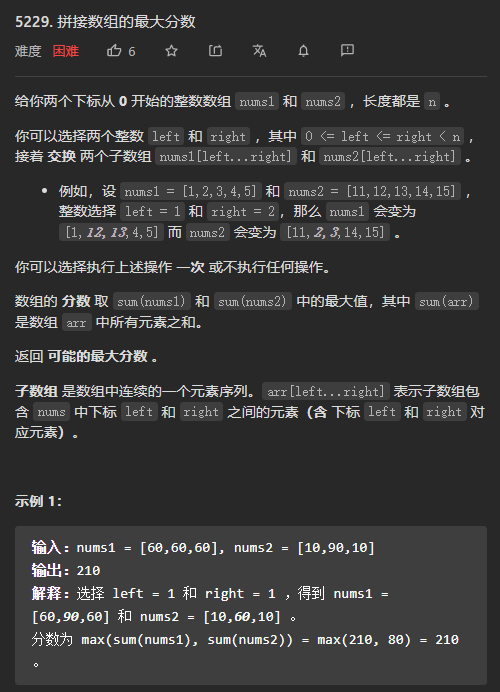 5229. 拼接数组的最大分数
难度 困难 6
给你两个下标从 0 开始的整数数组 nums1 和 nums2 ，长度都是 n 。
你可以选择两个整数 left 和 right ，其中 0 <= left <= right < n ，
接着 交换 两个子数组 nums1[left...right] 和 nums2[left...right] 。
例如，设 nums1 = [1,2,3,4,5] 和 nums2 = [11,12,13,14,15] ，
整数选择 left = 1 和 right = 2，那么 nums1 会变为
[1,12,13,4,5] 而 nums2 会变为 [11,2,3,14,15] 。
你可以选择执行上述操作 一次 或不执行任何操作。
数组的 分数 取 sum(nums1) 和 sum(nums2) 中的最大值，其中 sum(arr)
是数组 arr 中所有元素之和。
返回 可能的最大分数 。
子数组 是数组中连续的一个元素序列。arr[left...right] 表示子数组包
含 nums 中下标 left 和 right 之间的元素（含 下标 left 和 right 对
应元素）。
示例 1：
输入：nums1 = [60,60,60], nums2 = [10,90,10]
输出：210
解释：选择 left = 1 和 right = 1 ，得到 nums1 =
[60,90,60] 和 nums2 = [10,60,10] 。
分数为 max(sum(nums1), sum(nums2)) = max(210, 80) = 210
。